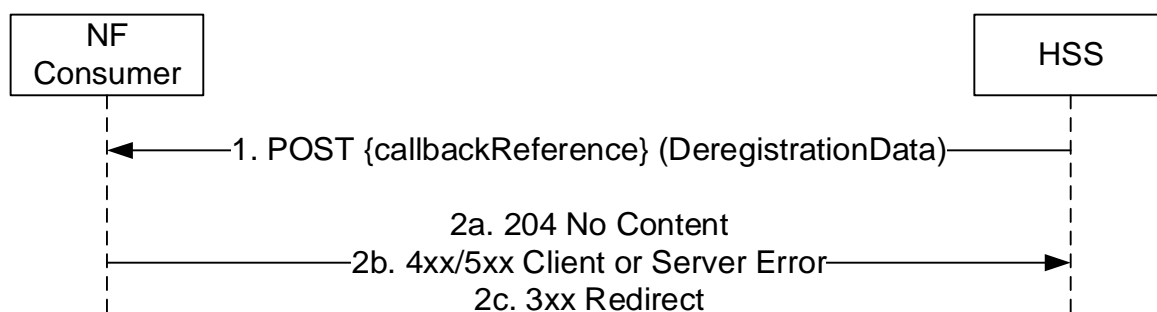 NF
Consumer
HSS
1. POST {callbackReference} (DeregistrationData)
2a. 204 No Content
2b. 4xx/5xx Client or Server Error
2c. 3xx Redirect